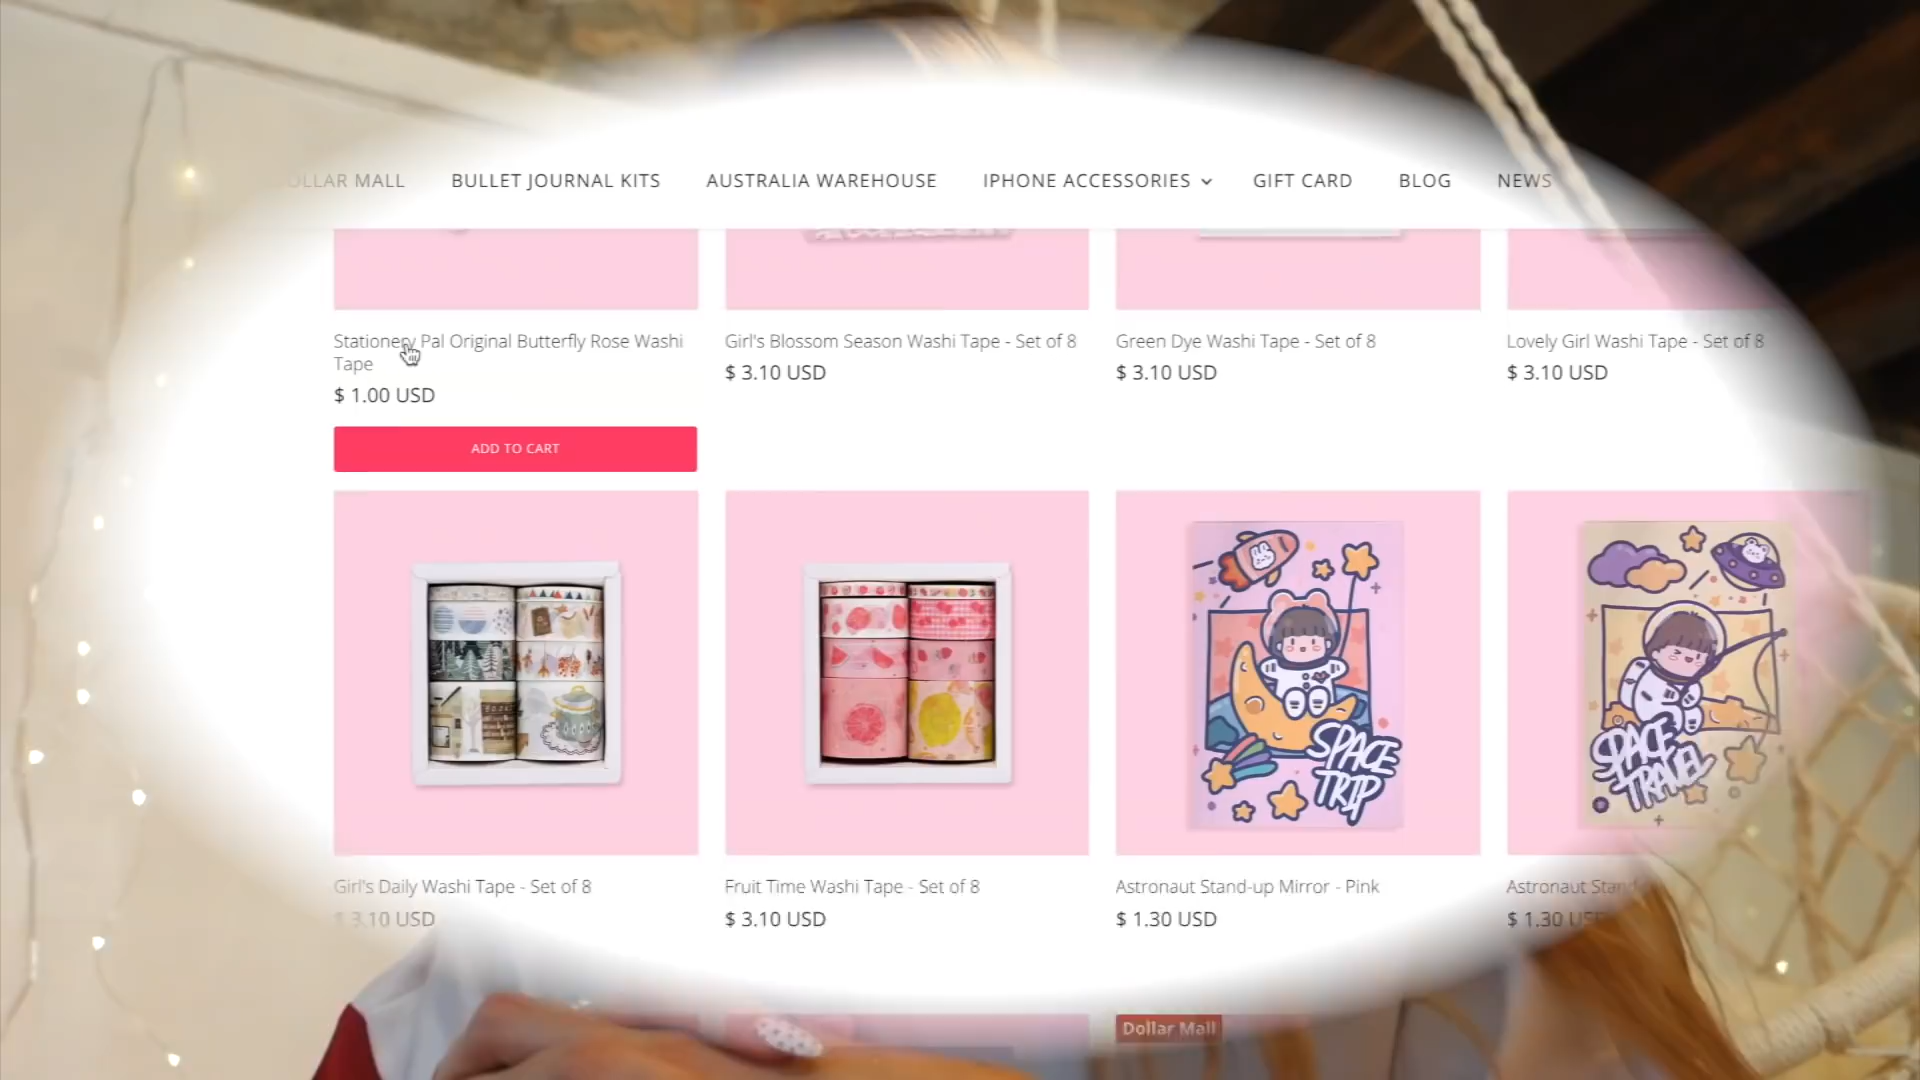 OLLAR MALL BULLET JOURNAL KITS AUSTRALIA WAREHOUSE IPHONE ACCESSORIES GIFT CARD BLOG NEWS
Stationery Pal Original Butterfly Rose Washi
Tape
$ 1.00 USD
ADD TO CART
Girl's Blossom Season Washi Tape - Set of 8
$ 3.10 USD
Green Dye Washi Tape - Set of 8
$ 3.10 USD
Lovely Girl Washi Tape - Set of 8
$ 3.10 USD
SPACE
TRIP
SPACE
TRAVEL
Girl's Daily Washi Tape - Set of 8
$ 3.10 USD
Fruit Time Washi Tape - Set of 8
$ 3.10 USD
Astronaut Stand-up Mirror - Pink
$ 1.30 USD
Astronaut Stand
$ 1.30 USD
Dollar Mall